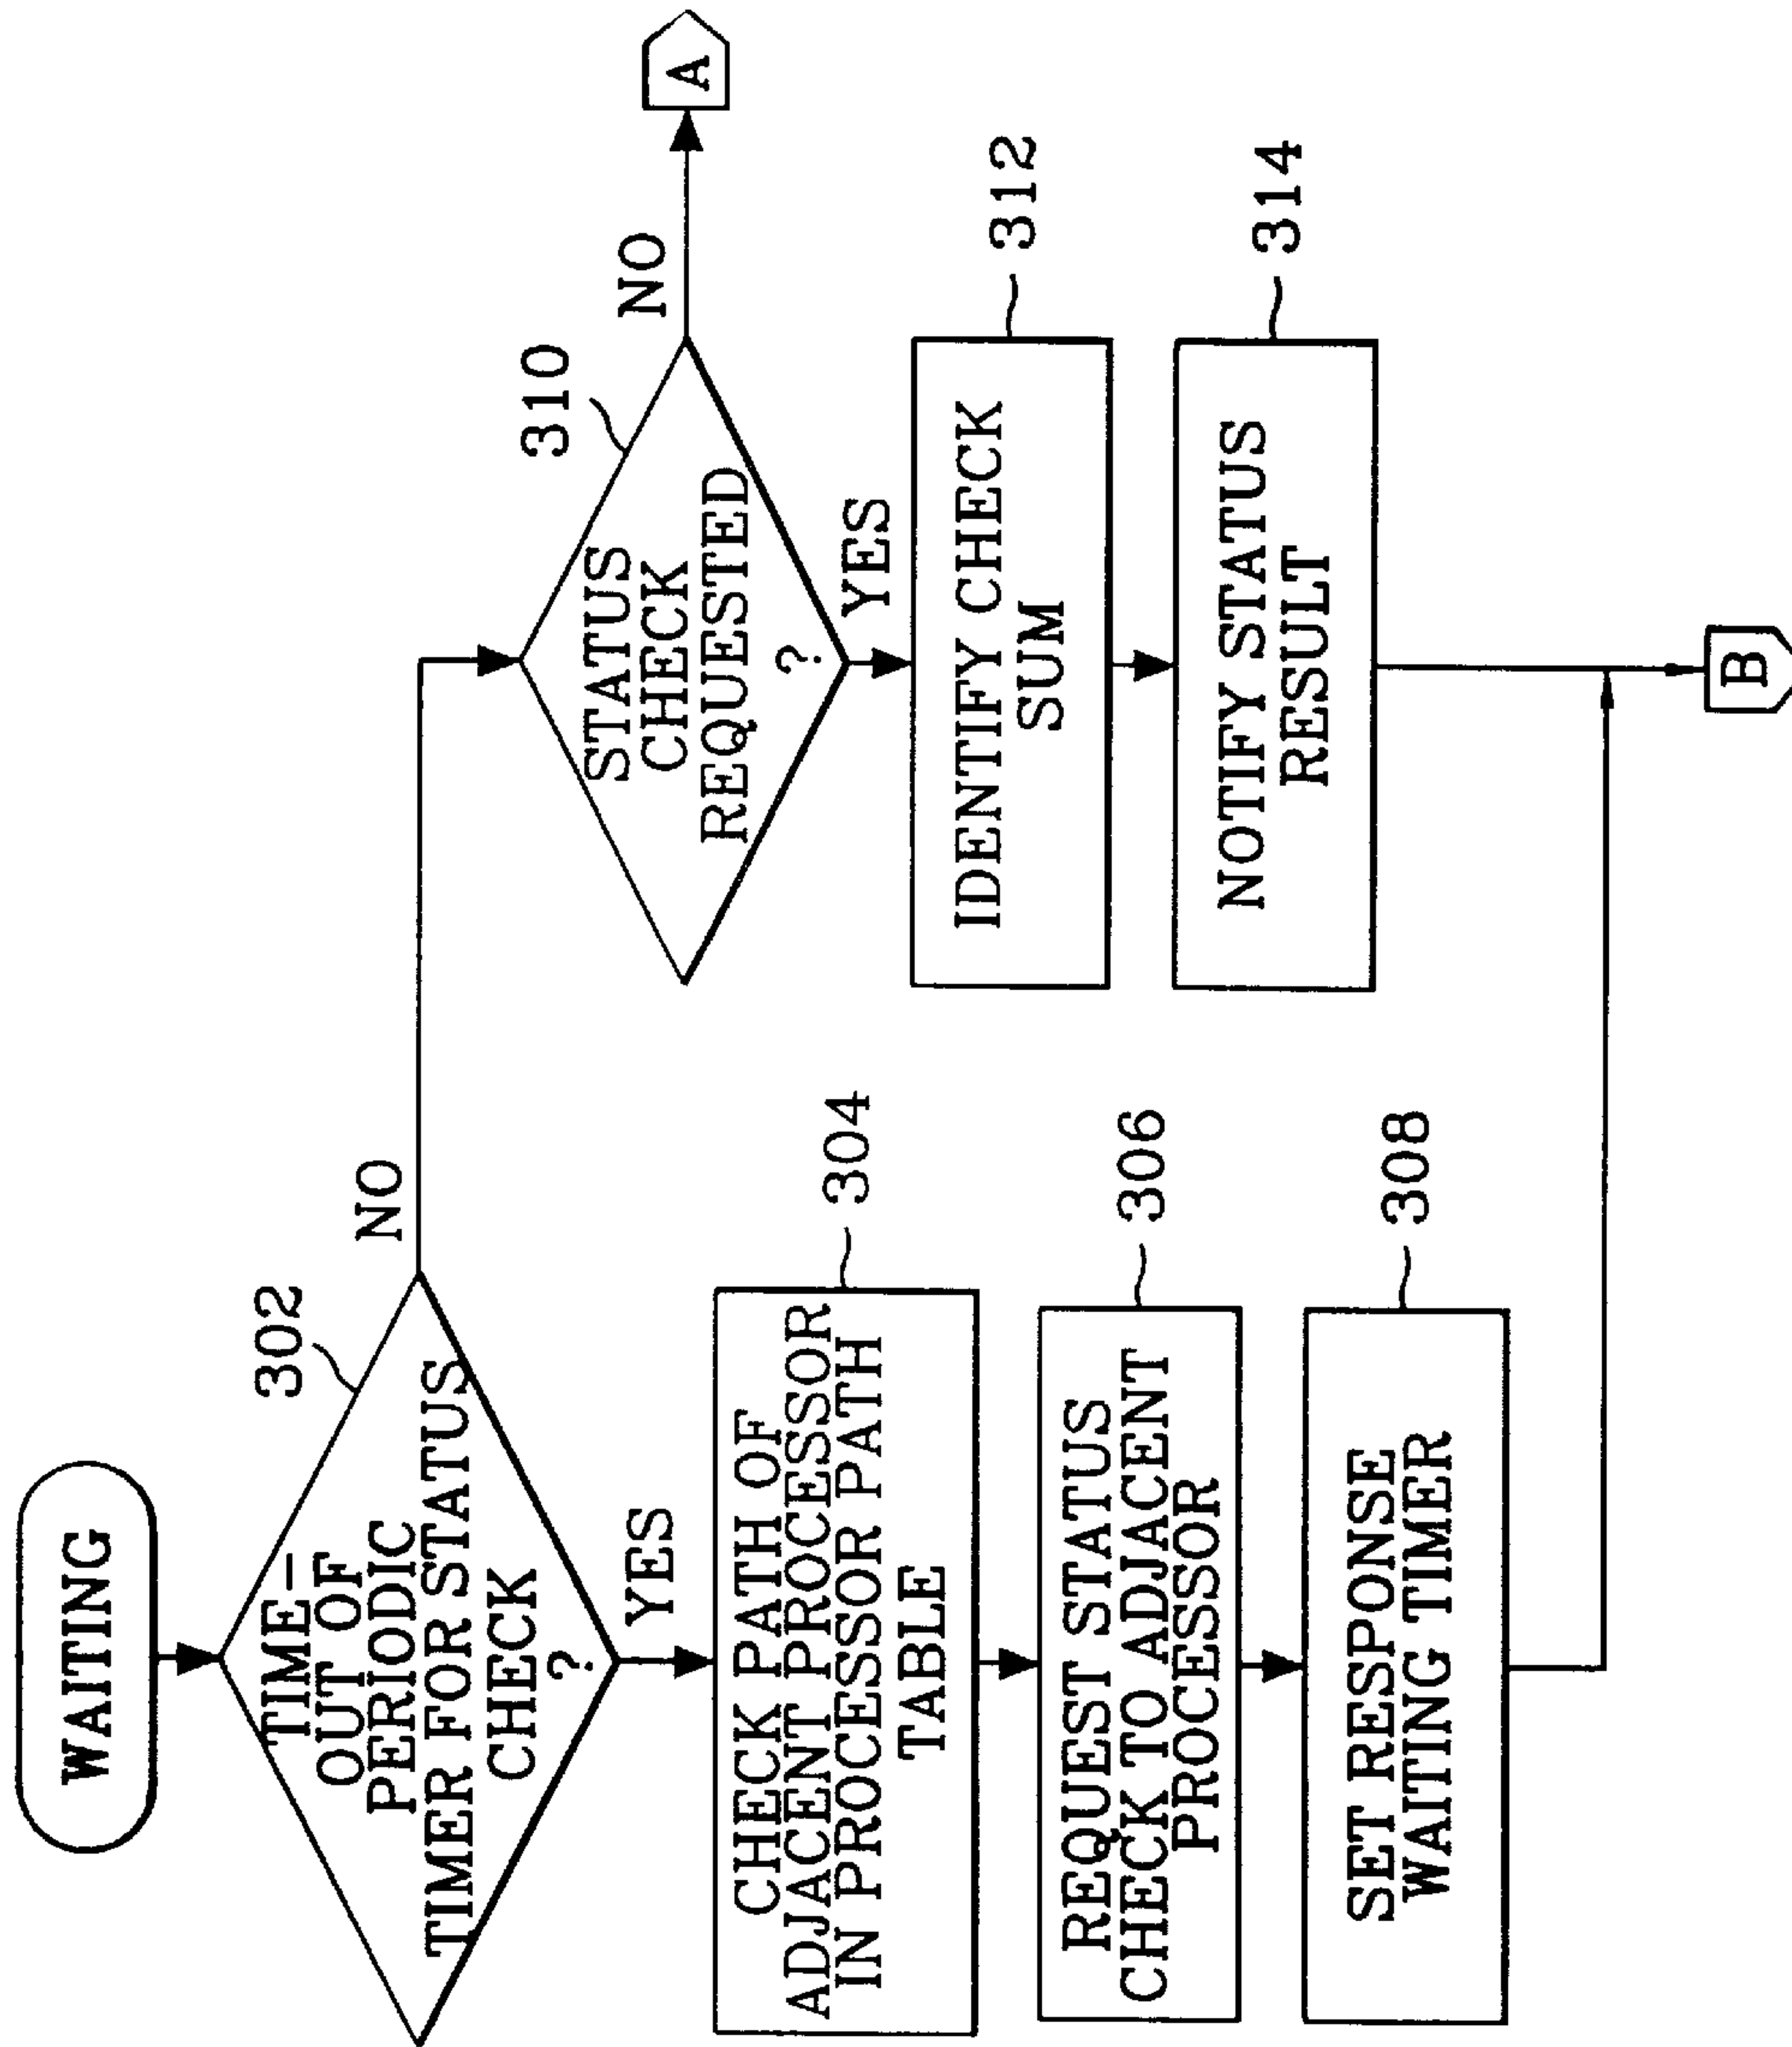 WAITING
302
TIME-
OUT OF
PERIODIC
TIMER FOR STATUS
CHECK
?
NO
YES
CHECK PATH OF
ADJACENT PROCESSOR
IN PROCESSOR PATH
TABLE
304
REQUEST STATUS
CHECK TO ADJACENT
PROCESSOR
306
SET RESPONSE
WAITING TIMER
308
310
STATUS
CHECK
REQUESTED
?
NO
A
YES
IDENTIFY CHECK
SUM
312
NOTIFY STATUS
RESULT
314
B